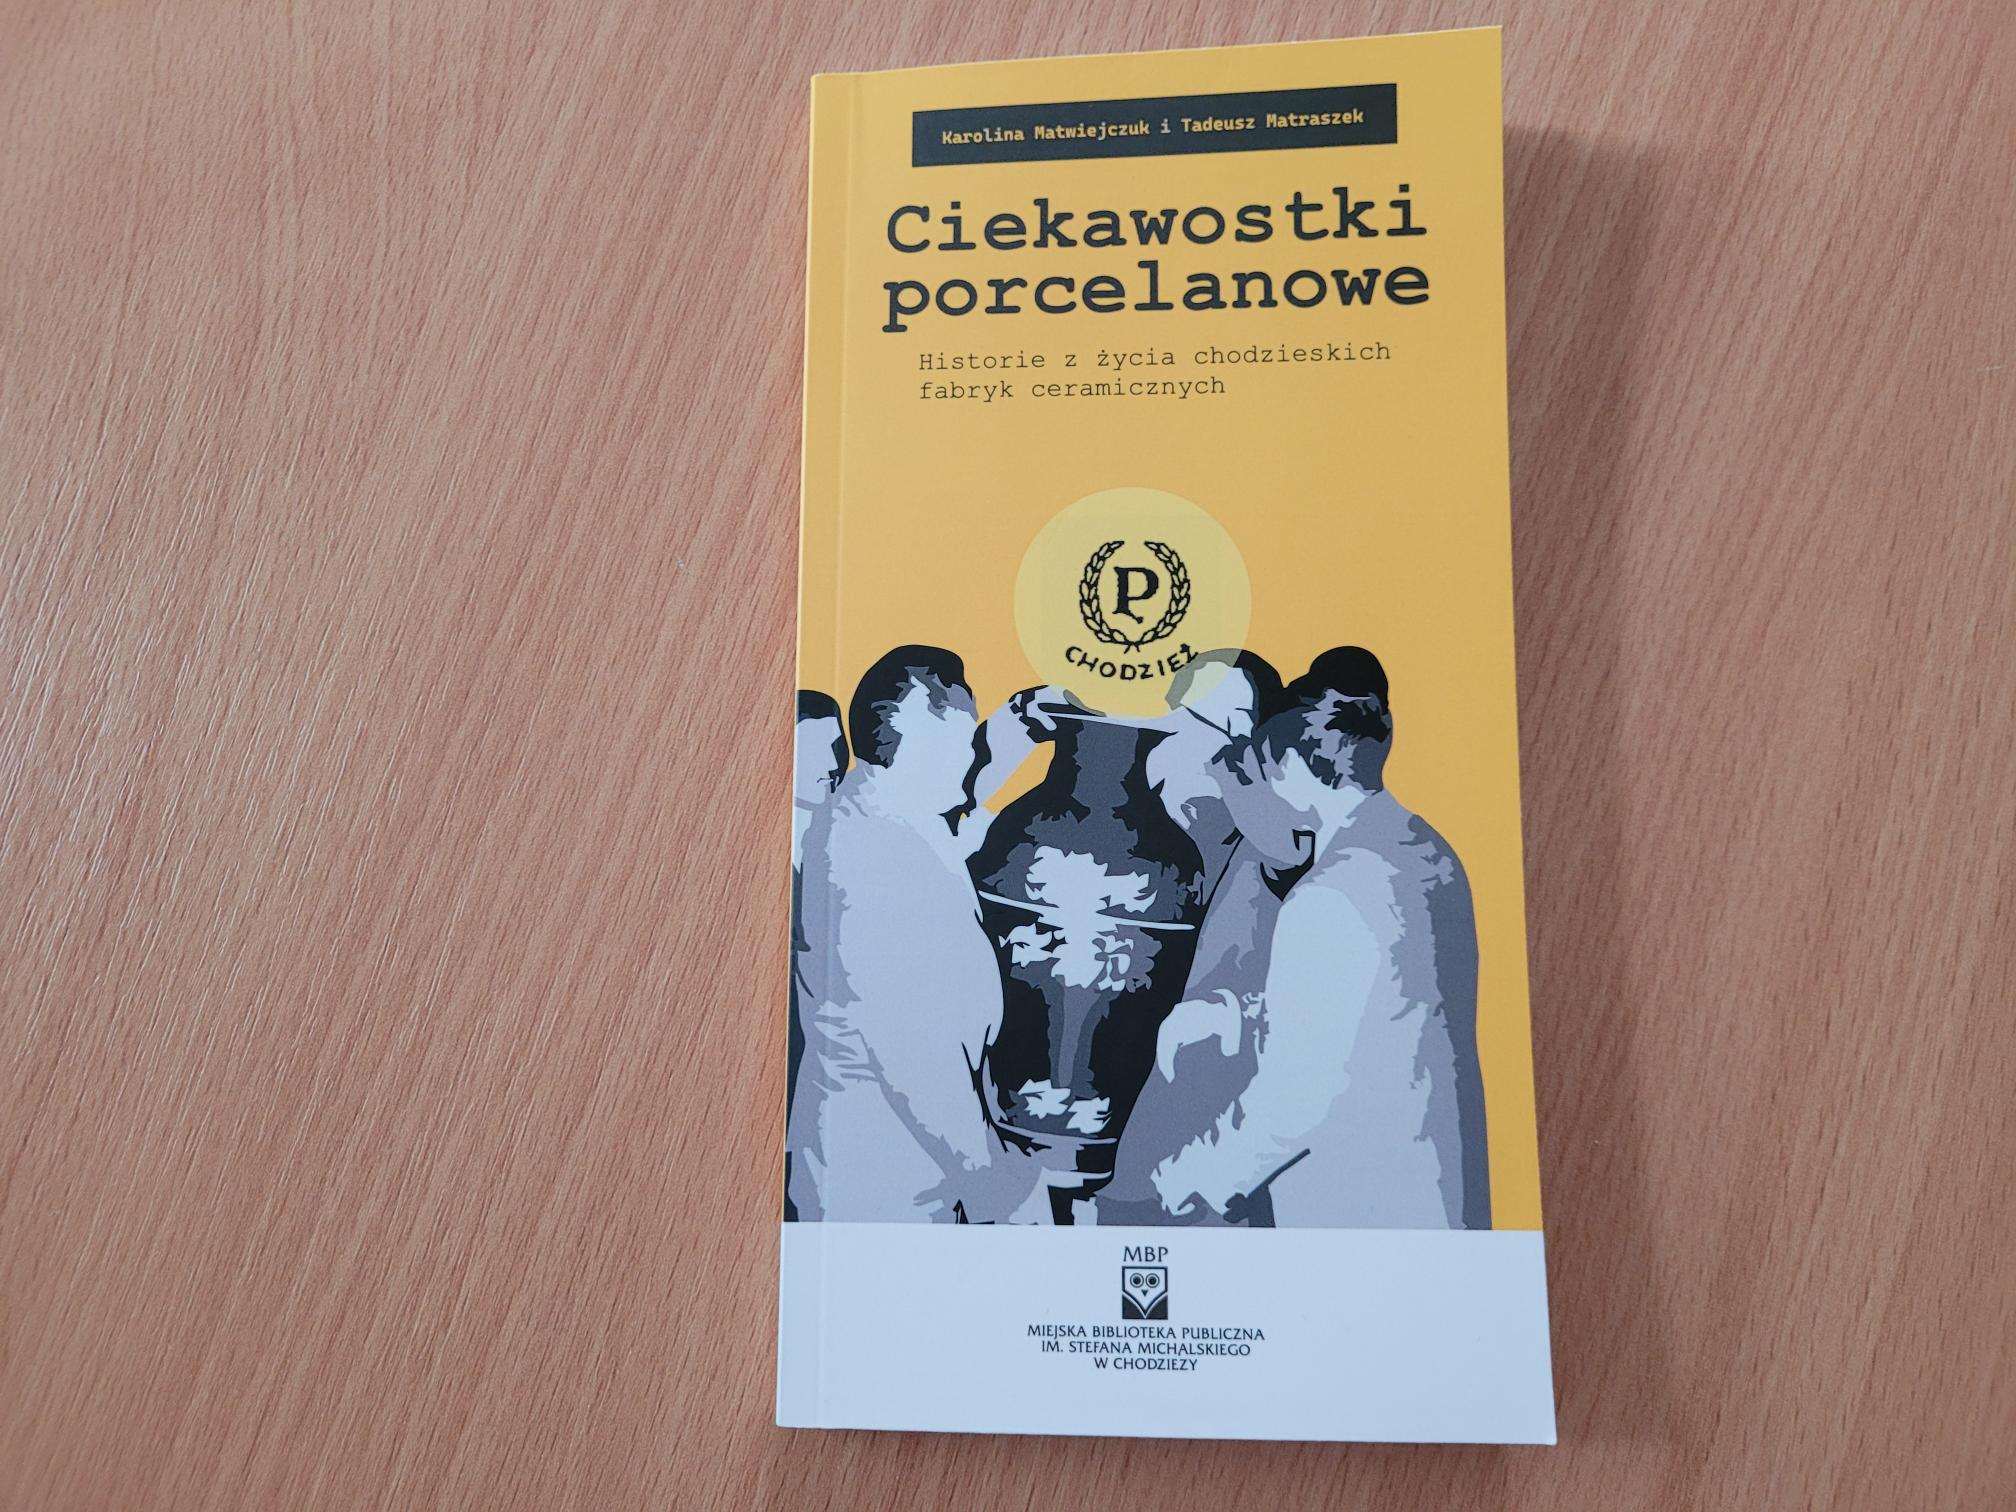 Karolina Matwiejczuk i Tadeusz Matraszek
Ciekawostki
porcelanowe
Historie z życia chodzieskich
fabryk ceramicznych
P
CHODZIEŻ
MBP
MIEJSKA BIBLIOTEKA PUBLICZNA
IM. STEFANA MICHALSKIEGO
W CHODZIEŻY